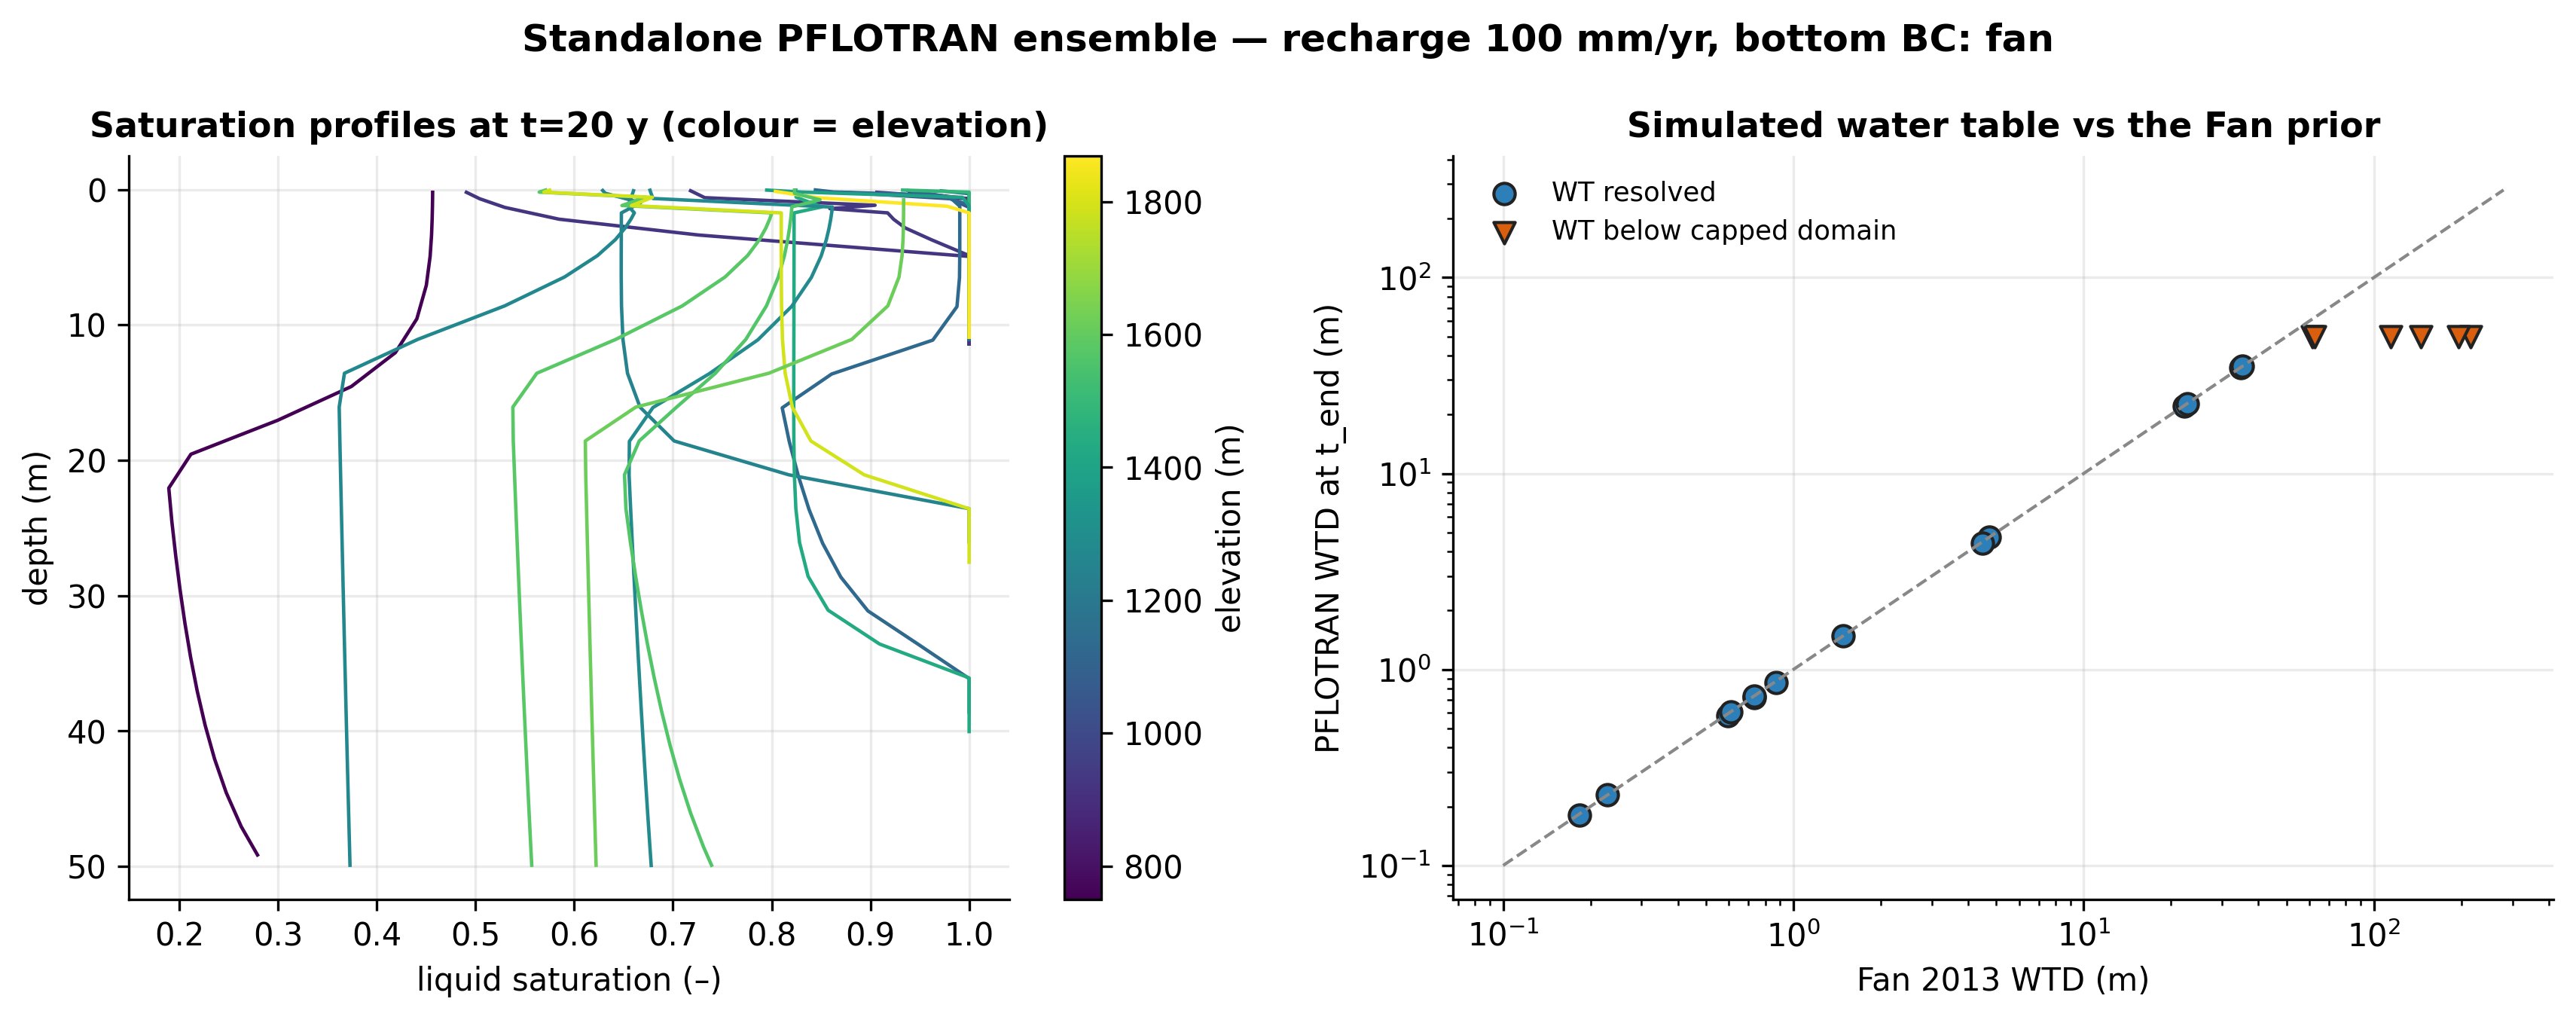 Standalone PFLOTRAN ensemble — recharge 100 mm/yr, bottom BC: fan
Saturation profiles at t=20 y (colour = elevation)
0
10
20
30
40
50
depth (m)
0.2 0.3 0.4 0.5 0.6 0.7 0.8 0.9 1.0
liquid saturation (–)
1800
1600
1400
1200
1000
800
elevation (m)
Simulated water table vs the Fan prior
WT resolved
WT below capped domain
10²
10¹
10⁰
10⁻¹
PFLOTRAN WTD at t_end (m)
10⁻¹ 10⁰ 10¹ 10²
Fan 2013 WTD (m)